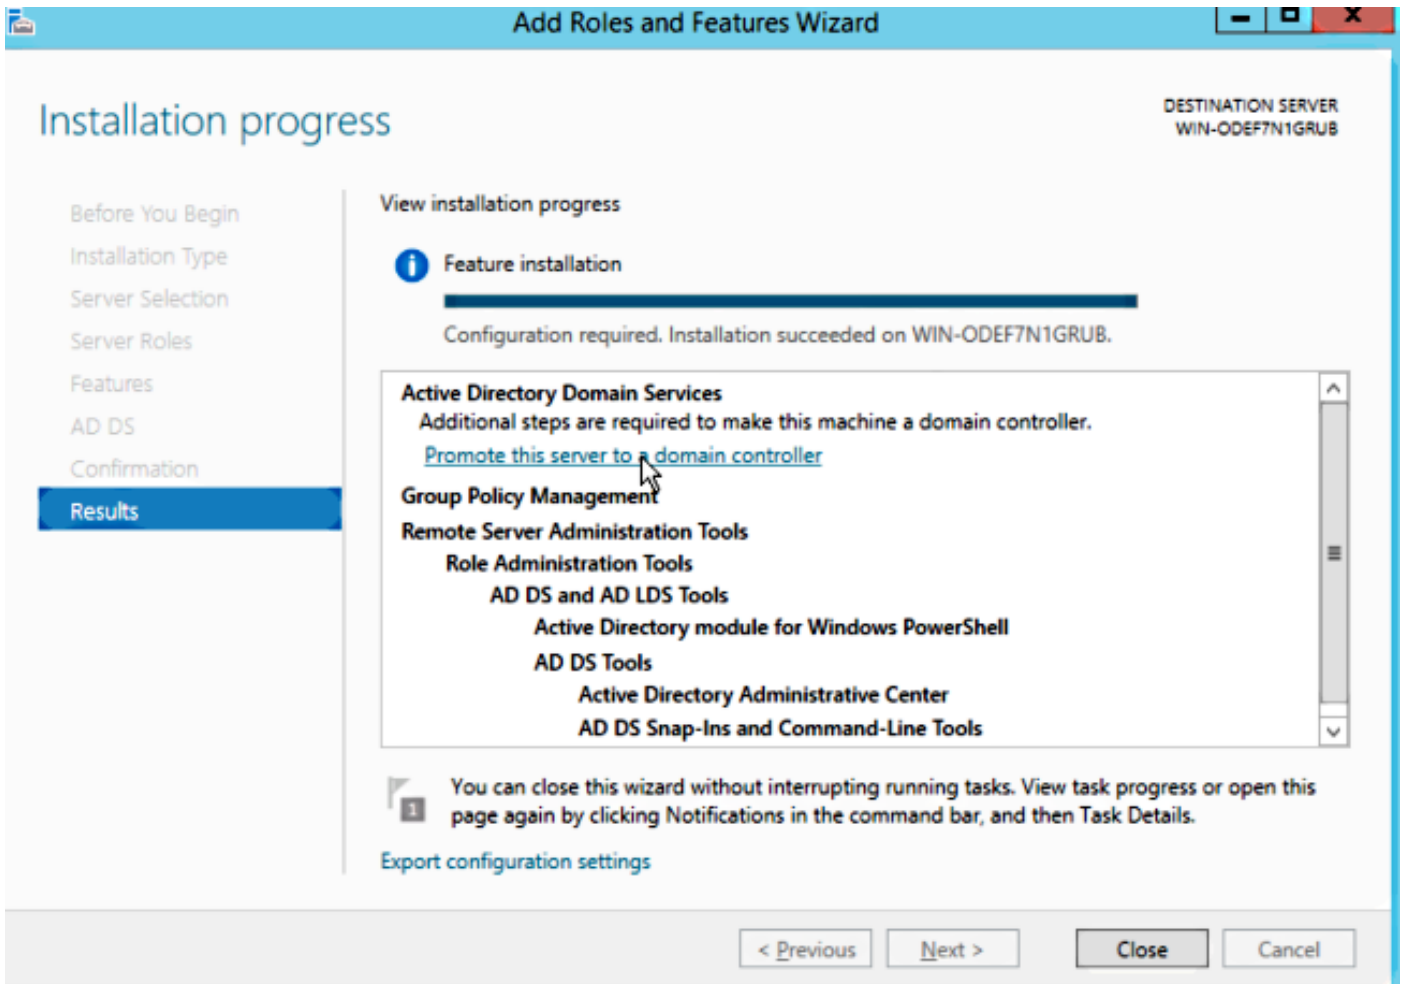 Add Roles and Features Wizard
Installation progress
DESTINATION SERVER
WIN-ODEF7N1GRUB
Before You Begin
Installation Type
Server Selection
Server Roles
Features
AD DS
Confirmation
Results
View installation progress
Feature installation
Configuration required. Installation succeeded on WIN-ODEF7N1GRUB.
Active Directory Domain Services
Additional steps are required to make this machine a domain controller.
Promote this server to a domain controller
Group Policy Management
Remote Server Administration Tools
Role Administration Tools
AD DS and AD LDS Tools
Active Directory module for Windows PowerShell
AD DS Tools
Active Directory Administrative Center
AD DS Snap-Ins and Command-Line Tools
1
You can close this wizard without interrupting running tasks. View task progress or open this
page again by clicking Notifications in the command bar, and then Task Details.
Export configuration settings
< Previous
Next >
Close
Cancel